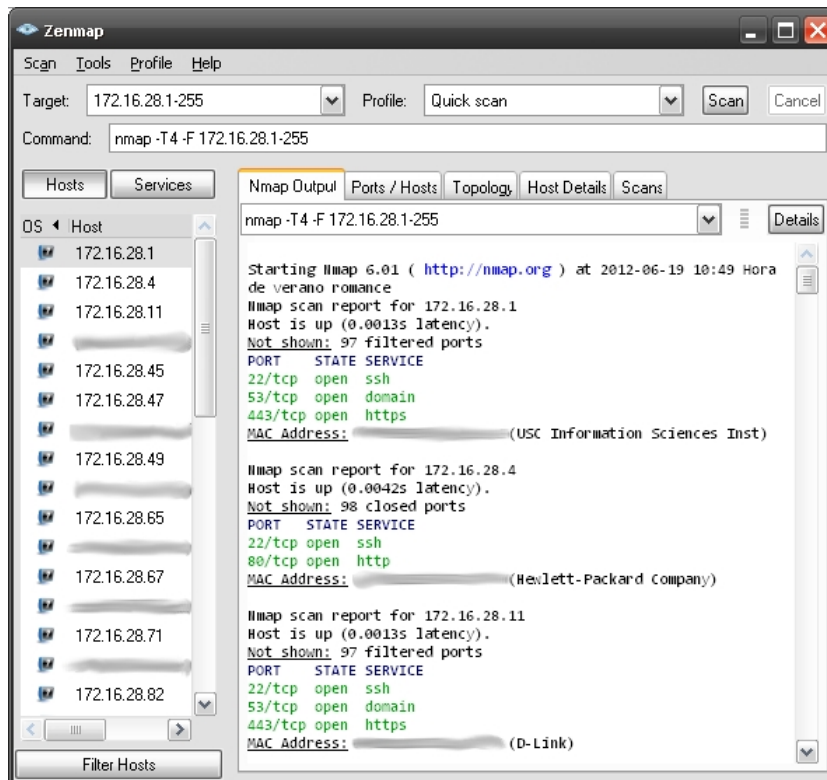 Zenmap
Scan Tools Profile Help
Target: 172.16.28.1-255 Profile: Quick scan Scan Cancel
Command: nmap -T4 -F 172.16.28.1-255
Hosts Services
OS Host
172.16.28.1
172.16.28.4
172.16.28.11
172.16.28.45
172.16.28.47
172.16.28.49
172.16.28.65
172.16.28.67
172.16.28.71
172.16.28.82
Filter Hosts
Nmap Output Ports / Hosts Topology Host Details Scans
nmap -T4 -F 172.16.28.1-255 Details
Starting Nmap 6.01 ( http://nmap.org ) at 2012-06-19 10:49 Hora
de verano romance
Nmap scan report for 172.16.28.1
Host is up (0.0013s latency).
Not shown: 97 filtered ports
PORT STATE SERVICE
22/tcp open ssh
53/tcp open domain
443/tcp open https
MAC Address: (USC Information Sciences Inst)
Nmap scan report for 172.16.28.4
Host is up (0.0042s latency).
Not shown: 98 closed ports
PORT STATE SERVICE
22/tcp open ssh
80/tcp open http
MAC Address: (Hewlett-Packard Company)
Nmap scan report for 172.16.28.11
Host is up (0.0013s latency).
Not shown: 97 filtered ports
PORT STATE SERVICE
22/tcp open ssh
53/tcp open domain
443/tcp open https
MAC Address: (D-Link)